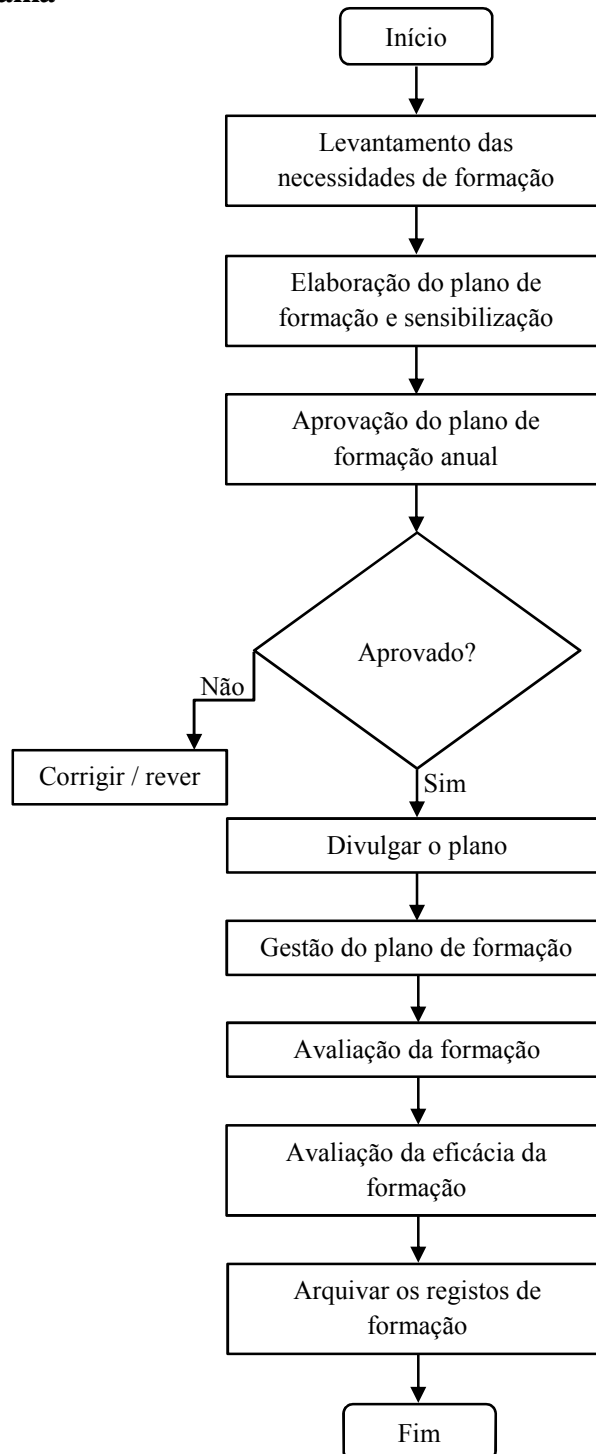 Início
Levantamento das
necessidades de formação
Elaboração do plano de
formação e sensibilização
Aprovação do plano de
formação anual
Aprovado?
Não
Corrigir / rever
Sim
Divulgar o plano
Gestão do plano de formação
Avaliação da formação
Avaliação da eficácia da
formação
Arquivar os registos de
formação
Fim